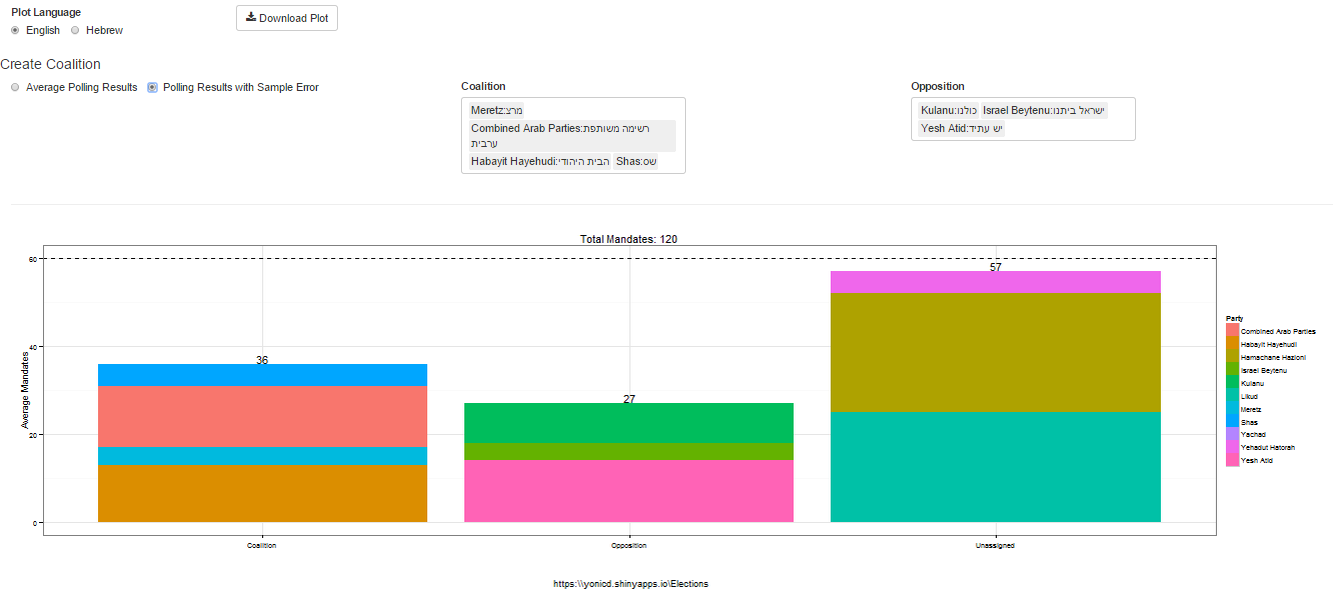 Plot Language
English Hebrew
Download Plot
Create Coalition
Average Polling Results Polling Results with Sample Error
Coalition
Meretz:מרצ
Combined Arab Parties:רשימה משותפת
ערבית
Habayit Hayehudi:הבית היהודי Shas:שס
Opposition
Kulanu:כולנו Israel Beytenu:ישראל ביתנו
Yesh Atid:יש עתיד
Total Mandates: 120
Average Mandates
60
40
20
0
36
27
57
Coalition
Opposition
Unassigned
Party
Combined Arab Parties
Habayit Hayehudi
Hamachane Hazioni
Israel Beytenu
Kulanu
Likud
Meretz
Shas
Yachad
Yehadut Hatorah
Yesh Atid
https:\\yonicd.shinyapps.io\Elections